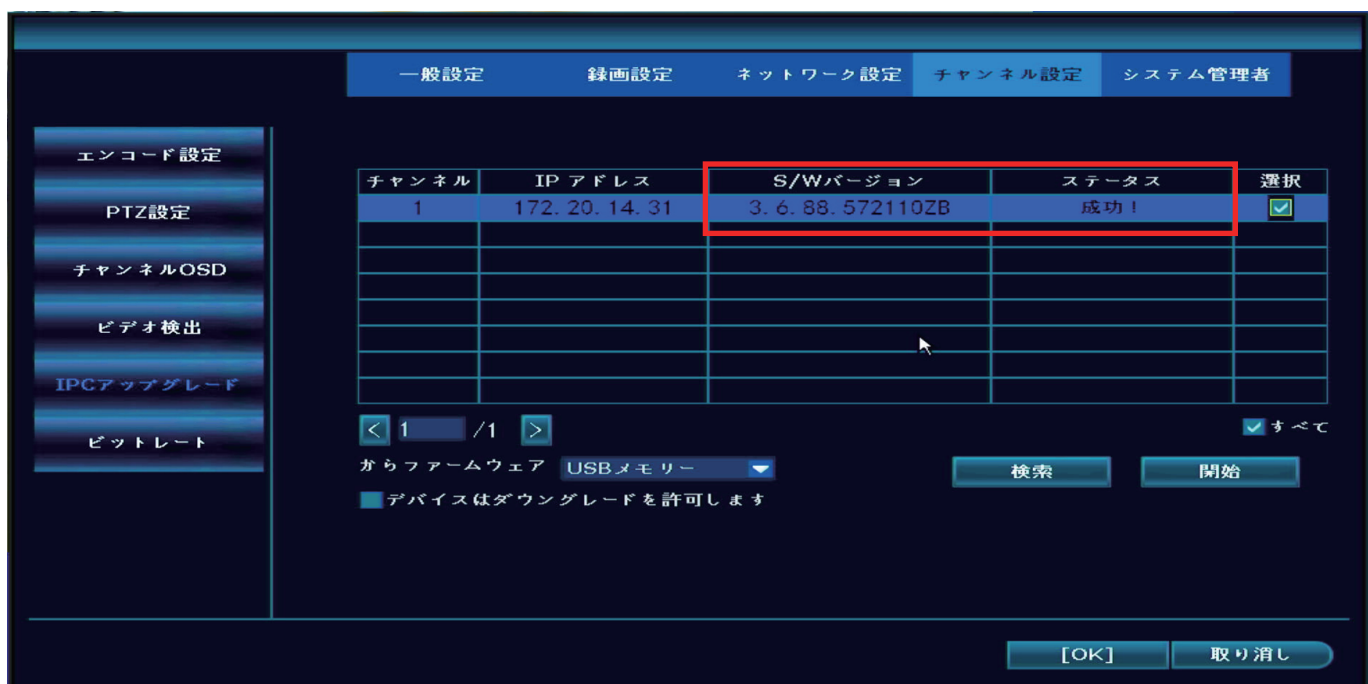 一般設定 録画設定 ネットワーク設定 チャンネル設定 システム管理者
エンコード設定
PTZ設定
チャンネルOSD
ビデオ検出
IPCアップグレード
ビットレート
チャンネル IP アドレス S/Wバージョン ステータス 選択
1 172. 20. 14. 31 3. 6. 88. 572110ZB 成功！
< 1 /1 > すべて
からファームウェア USBメモリー 検索 開始
デバイスはダウングレードを許可します
[OK] 取り消し